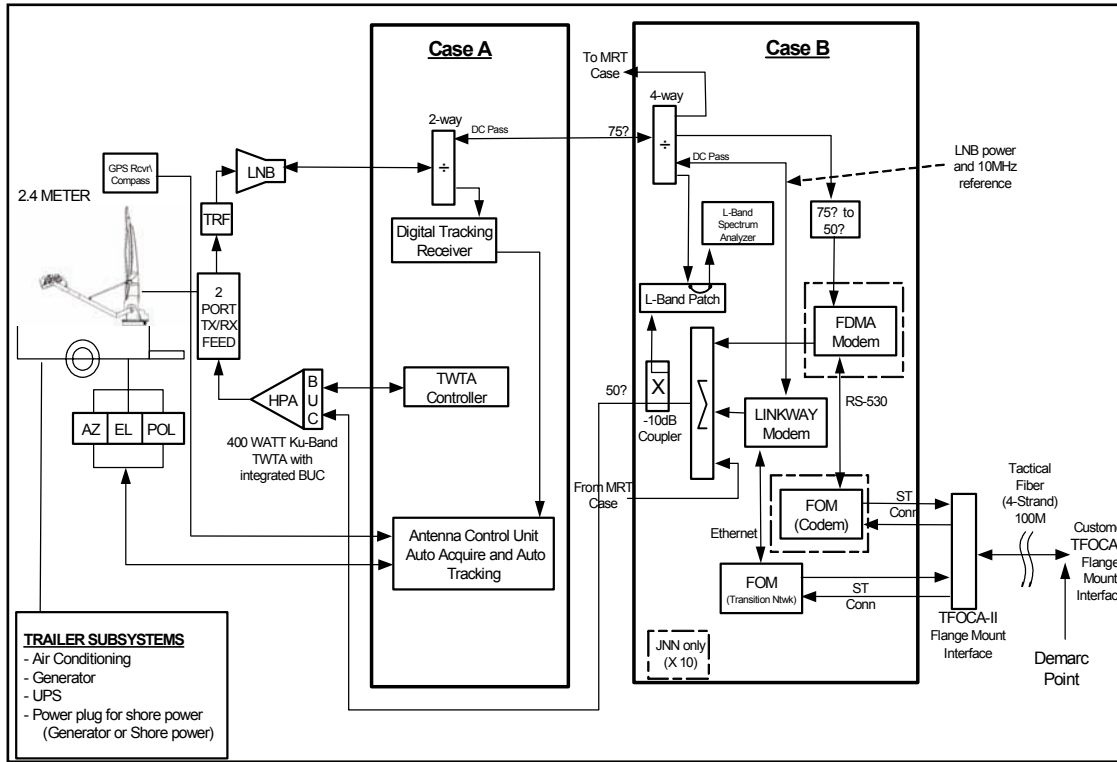 Case A
Case B
To MRT
Case
4-way
2-way
DC Pass
75?
÷
÷
DC Pass
LNB power
and 10MHz
reference
GPS Rcvr\
Compass
LNB
2.4 METER
TRF
Digital Tracking
Receiver
L-Band
Spectrum
Analyzer
75? to
50?
2
PORT
TX/RX
FEED
L-Band Patch
FDMA
Modem
HPA
B
U
C
TWTA
Controller
50?
X
-10dB
Coupler
Σ
LINKWAY
Modem
RS-530
AZ
EL
POL
400 WATT Ku-Band
TWTA with
integrated BUC
From MRT
Case
FOM
(Codem)
ST
Conn
Tactical
Fiber
(4-Strand)
100M
Ethernet
Antenna Control Unit
Auto Acquire and Auto
Tracking
FOM
(Transition Ntwk)
ST
Conn
Custome
TFOCA-
Flange
Mount
Interfac
TFOCA-II
Flange Mount
Interface
JNN only
(X 10)
Demarc
Point
TRAILER SUBSYSTEMS
- Air Conditioning
- Generator
- UPS
- Power plug for shore power
(Generator or Shore power)